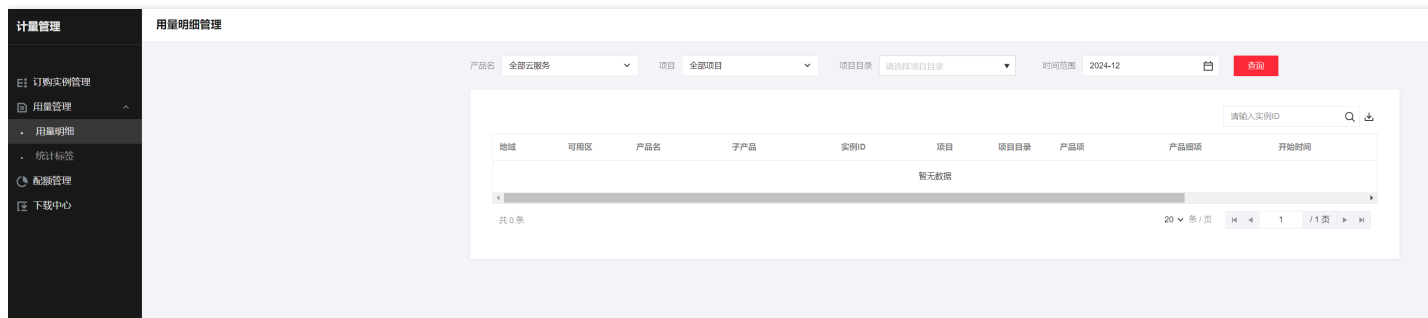 计量管理
用量明细管理
订购实例管理
用量管理
用量明细
统计标签
配额管理
下载中心
产品名 全部云服务 项目 全部项目 项目目录 请选择项目目录 时间范围 2024-12 查询
请输入实例ID
地域 可用区 产品名 子产品 实例ID 项目 项目目录 产品项 产品细项 开始时间
暂无数据
共 0 条 20 条 / 页 1 / 1 页